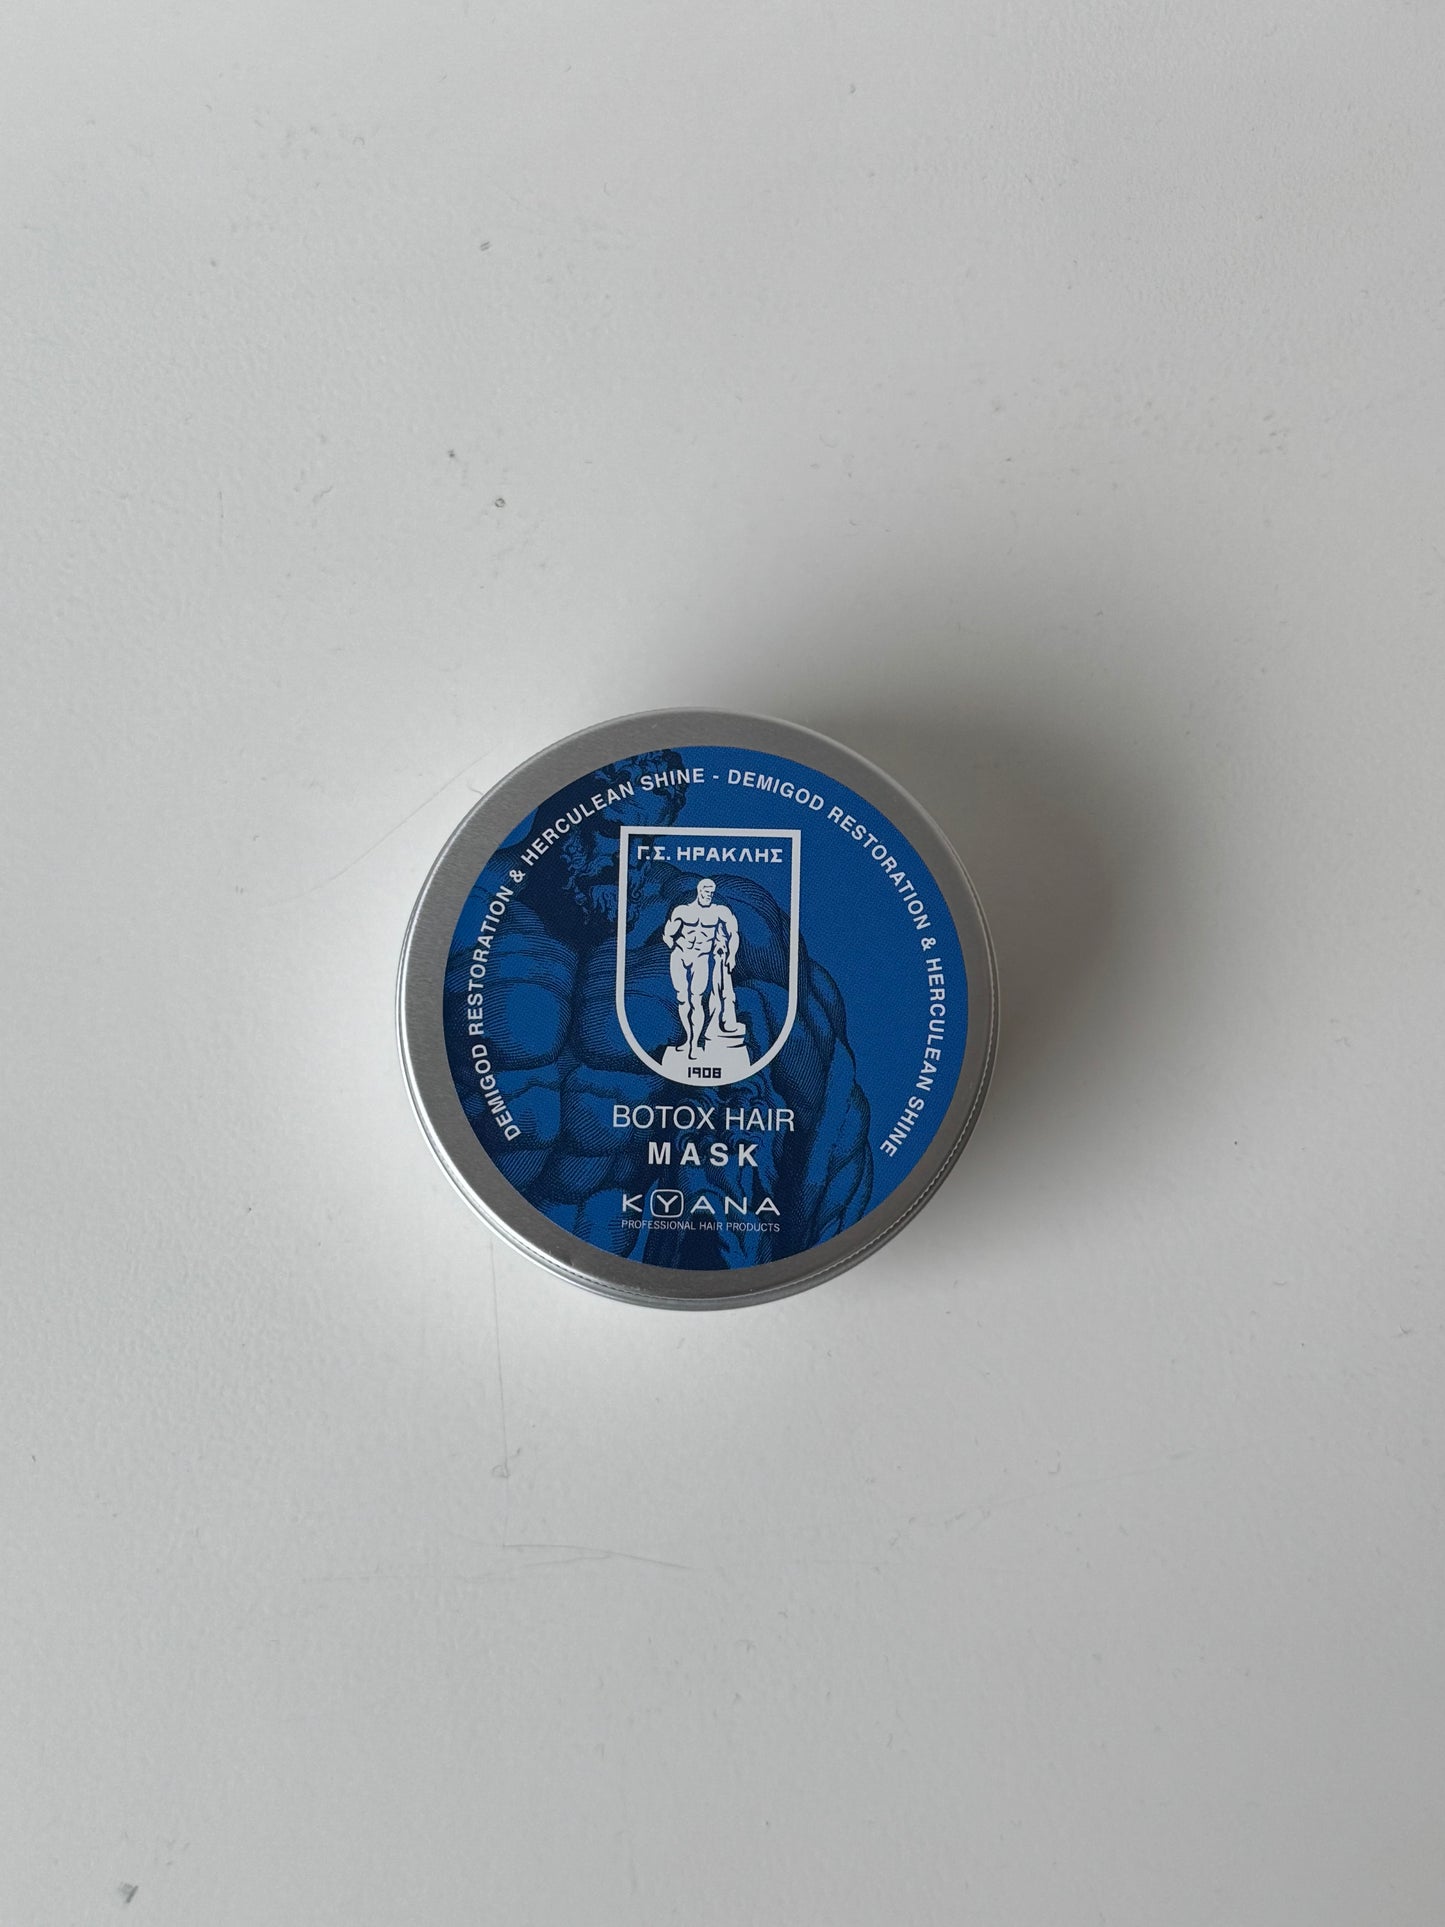 DEMIGOD RESTORATION & HERCULEAN SHINE - DEMIGOD RESTORATION & HERCULEAN SHINE
Γ.Σ. ΗΡΑΚΛΗΣ
1908
BOTOX HAIR
MASK
KYANA
PROFESSIONAL HAIR PRODUCTS